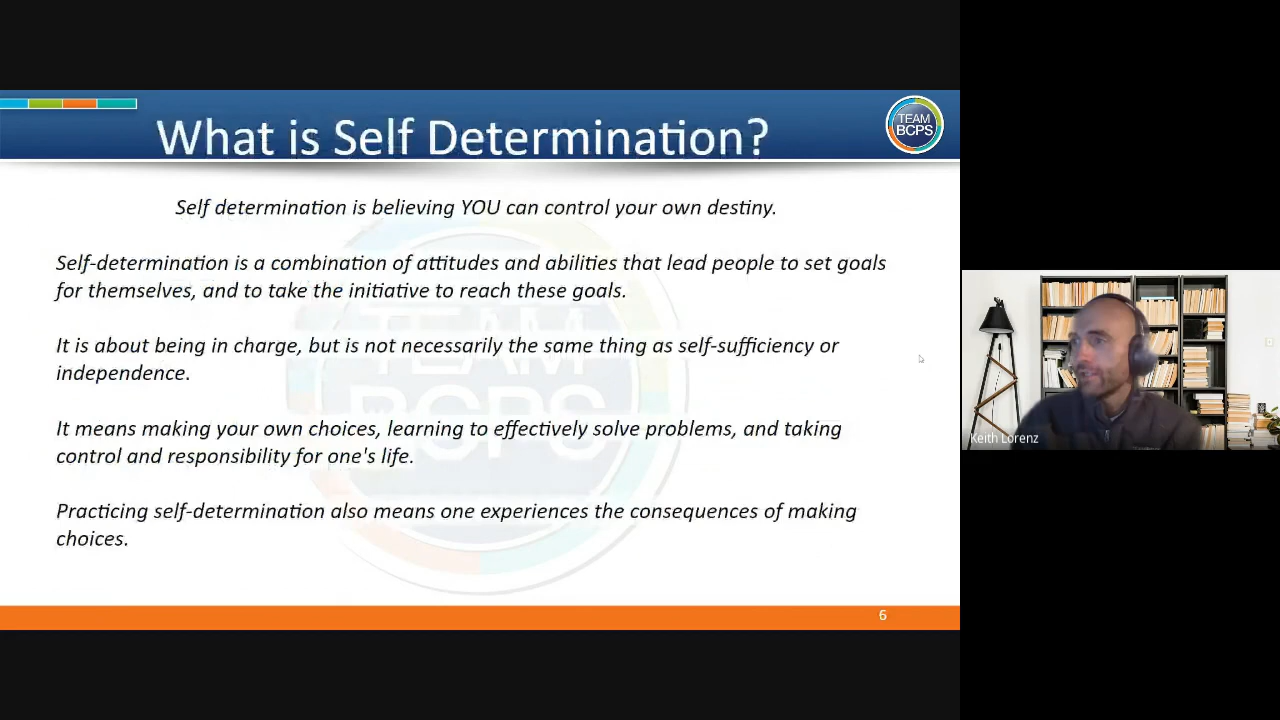 What is Self Determination?
TEAM
BCPS
Self determination is believing YOU can control your own destiny.
Self-determination is a combination of attitudes and abilities that lead people to set goals
for themselves, and to take the initiative to reach these goals.
It is about being in charge, but is not necessarily the same thing as self-sufficiency or
independence.
It means making your own choices, learning to effectively solve problems, and taking
control and responsibility for one's life.
Practicing self-determination also means one experiences the consequences of making
choices.
TEAM
BCPS
6
Keith Lorenz